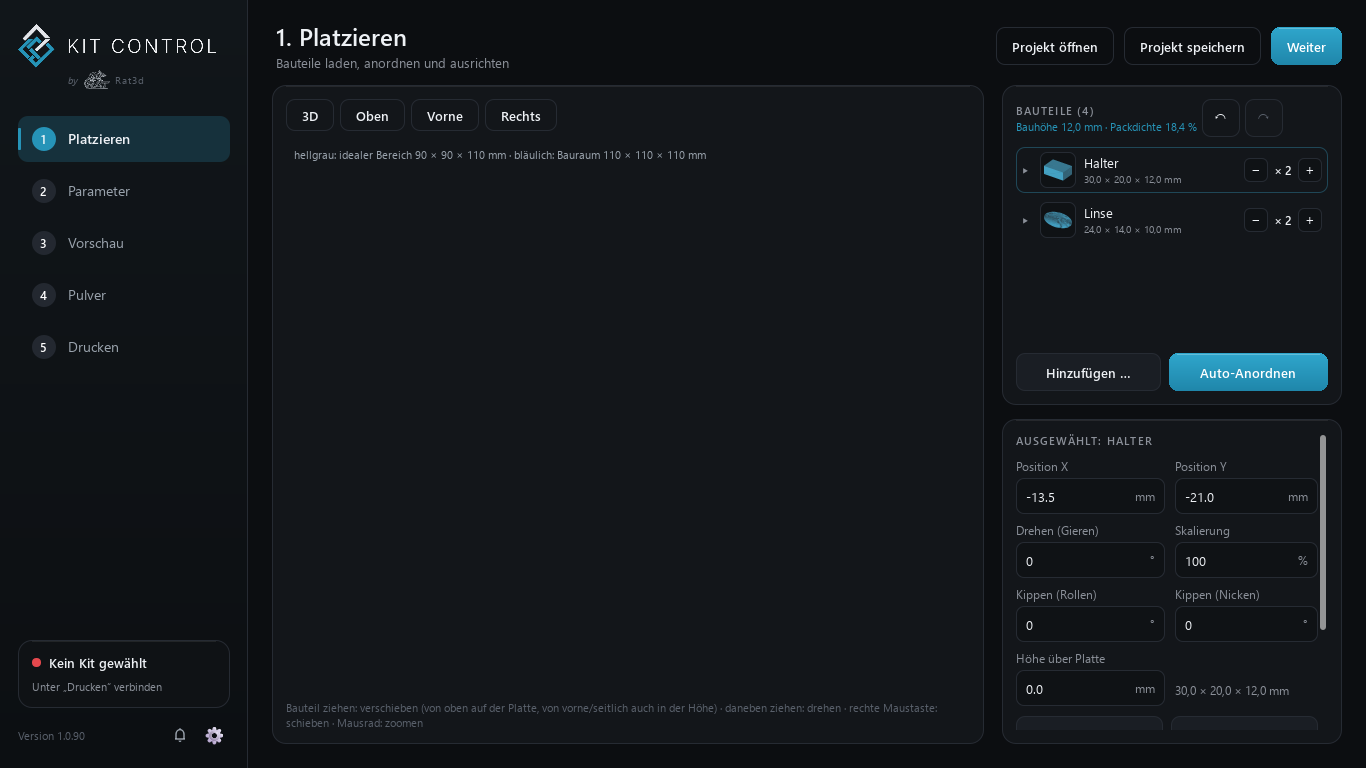 KIT CONTROL
by Rat3d
1 Platzieren
2 Parameter
3 Vorschau
4 Pulver
5 Drucken
Kein Kit gewählt
Unter „Drucken“ verbinden
Version 1.0.90
1. Platzieren
Bauteile laden, anordnen und ausrichten
Projekt öffnen
Projekt speichern
Weiter
3D
Oben
Vorne
Rechts
hellgrau: idealer Bereich 90 × 90 × 110 mm · bläulich: Bauraum 110 × 110 × 110 mm
Bauteil ziehen: verschieben (von oben auf der Platte, von vorne/seitlich auch in der Höhe) · daneben ziehen: drehen · rechte Maustaste:
schieben · Mausrad: zoomen
BAUTEILE (4)
Bauhöhe 12,0 mm · Packdichte 18,4 %
Halter
30,0 × 20,0 × 12,0 mm
− × 2 +
Linse
24,0 × 14,0 × 10,0 mm
− × 2 +
Hinzufügen ...
Auto-Anordnen
AUSGEWÄHLT: HALTER
Position X
Position Y
-13.5 mm
-21.0 mm
Drehen (Gieren)
Skalierung
0 °
100 %
Kippen (Rollen)
Kippen (Nicken)
0 °
0 °
Höhe über Platte
0.0 mm
30,0 × 20,0 × 12,0 mm